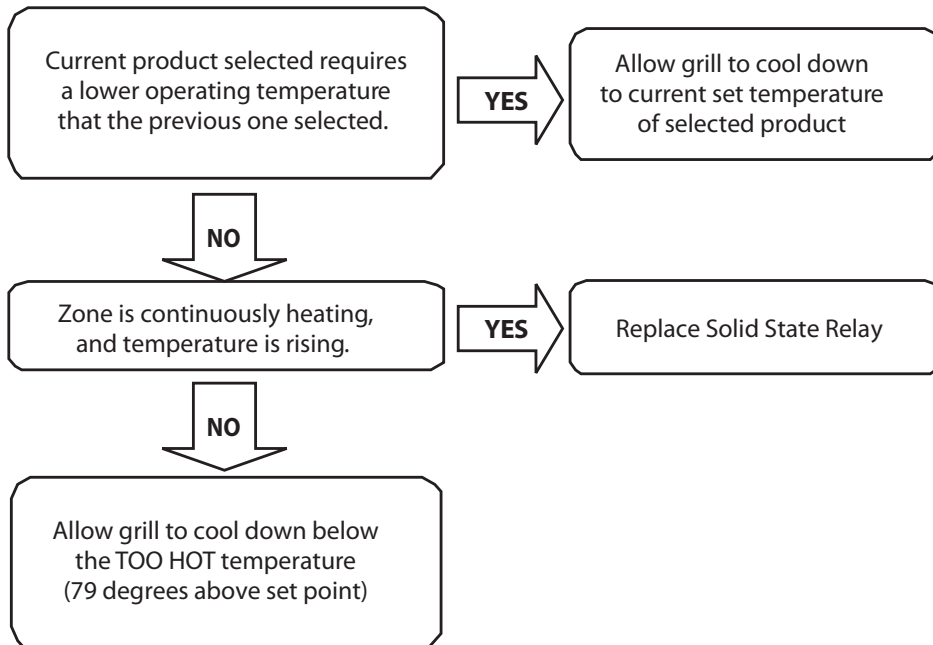 Current product selected requires
a lower operating temperature
that the previous one selected.
YES
Allow grill to cool down
to current set temperature
of selected product
NO
Zone is continuously heating,
and temperature is rising.
YES
Replace Solid State Relay
NO
Allow grill to cool down below
the TOO HOT temperature
(79 degrees above set point)